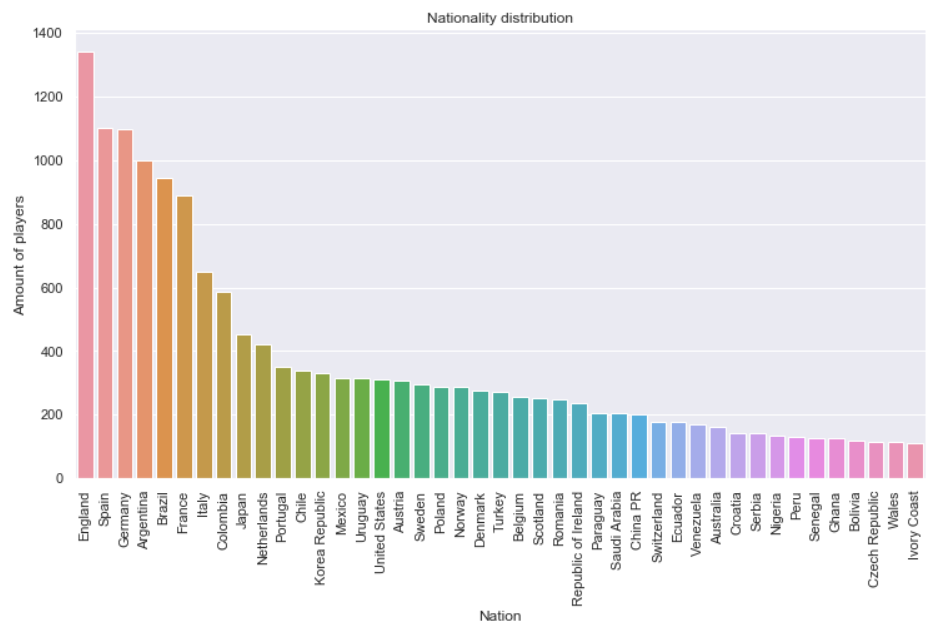 Nationality distribution
Amount of players
1400
1200
1000
800
600
400
200
0
England
Spain
Germany
Argentina
Brazil
France
Italy
Colombia
Japan
Netherlands
Portugal
Chile
Korea Republic
Mexico
Uruguay
United States
Austria
Sweden
Poland
Norway
Denmark
Turkey
Belgium
Scotland
Romania
Republic of Ireland
Paraguay
Saudi Arabia
China PR
Switzerland
Ecuador
Venezuela
Australia
Croatia
Serbia
Nigeria
Peru
Senegal
Ghana
Bolivia
Czech Republic
Wales
Ivory Coast
Nation